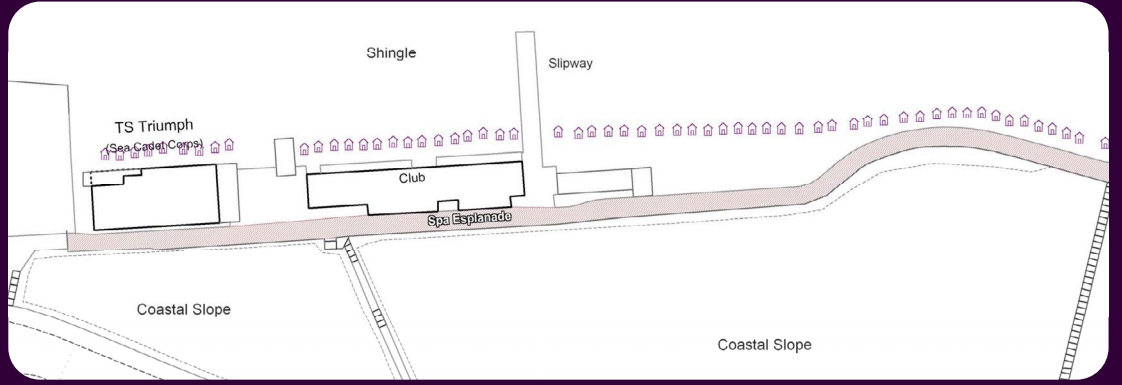 Shingle
Slipway
TS Triumph
(Sea Cadet Corps)
Club
Spa Esplanade
Coastal Slope
Coastal Slope